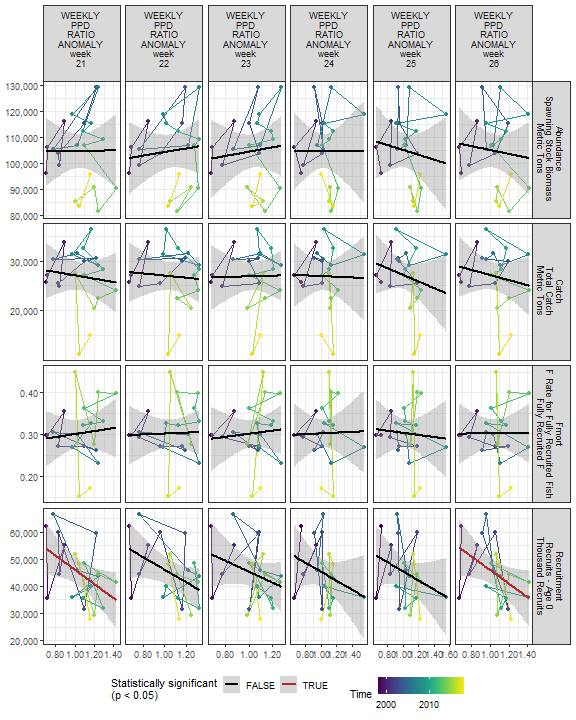 WEEKLY
PPD
RATIO
ANOMALY
week
21
WEEKLY
PPD
RATIO
ANOMALY
week
22
WEEKLY
PPD
RATIO
ANOMALY
week
23
WEEKLY
PPD
RATIO
ANOMALY
week
24
WEEKLY
PPD
RATIO
ANOMALY
week
25
WEEKLY
PPD
RATIO
ANOMALY
week
26
130,000
120,000
110,000
100,000
90,000
80,000
Abundance
Spawning Stock Biomass
Metric Tons
30,000
20,000
Catch
Total Catch
Metric Tons
0.40
0.30
0.20
Fmort
F Rate for Fully Recruited Fish
Fully Recruited F
60,000
50,000
40,000
30,000
20,000
Recruitment
Recruits - Age 0
Thousand Recruits
0.80 1.00 1.20
0.80 1.00 1.20
0.80 1.00 1.20
0.80 1.00 1.20 1.40
0.80 1.00 1.20 1.40
0.80 1.00 1.20 1.40
Statistically significant
(p < 0.05)
FALSE
TRUE
Time
2000 2010